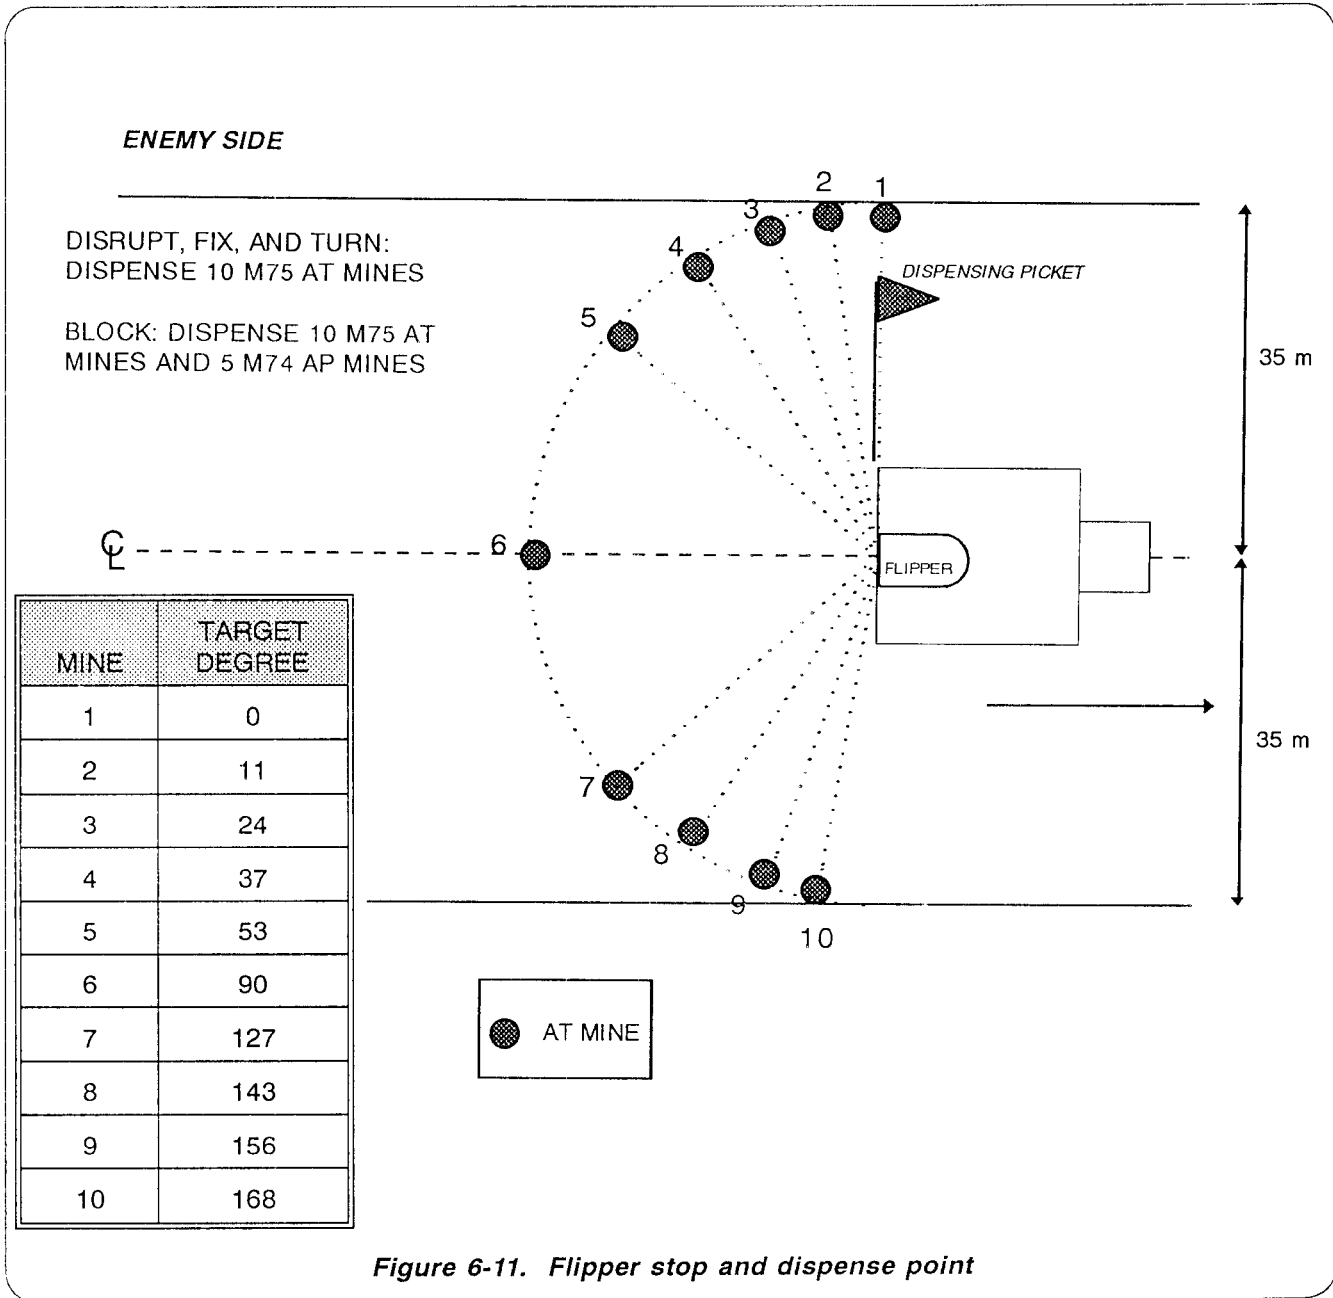 ENEMY SIDE
DISRUPT, FIX, AND TURN:
DISPENSE 10 M75 AT MINES
BLOCK: DISPENSE 10 M75 AT
MINES AND 5 M74 AP MINES
1
2
3
4
5
6
7
8
9
10
DISPENSING PICKET
35 m
FLIPPER
35 m
CL
MINE TARGET DEGREE
1 0
2 11
3 24
4 37
5 53
6 90
7 127
8 143
9 156
10 168
AT MINE
Figure 6-11. Flipper stop and dispense point